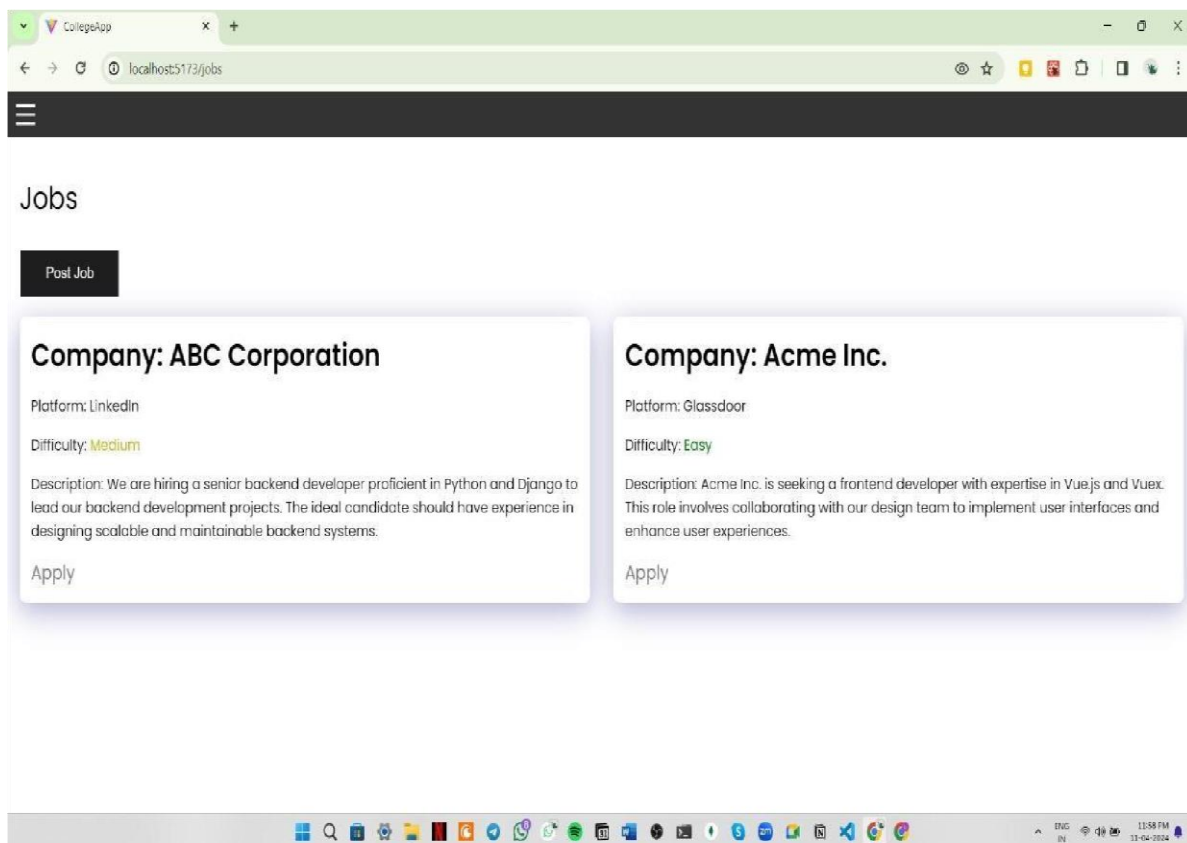 CollegeApp
localhost:5173/jobs
Jobs
Post Job
Company: ABC Corporation
Platform: LinkedIn
Difficulty: Medium
Description: We are hiring a senior backend developer proficient in Python and Django to
lead our backend development projects. The ideal candidate should have experience in
designing scalable and maintainable backend systems.
Apply
Company: Acme Inc.
Platform: Glassdoor
Difficulty: Easy
Description: Acme Inc. is seeking a frontend developer with expertise in Vue.js and Vuex.
This role involves collaborating with our design team to implement user interfaces and
enhance user experiences.
Apply
ENG
IN
11:58 PM
11-04-2024